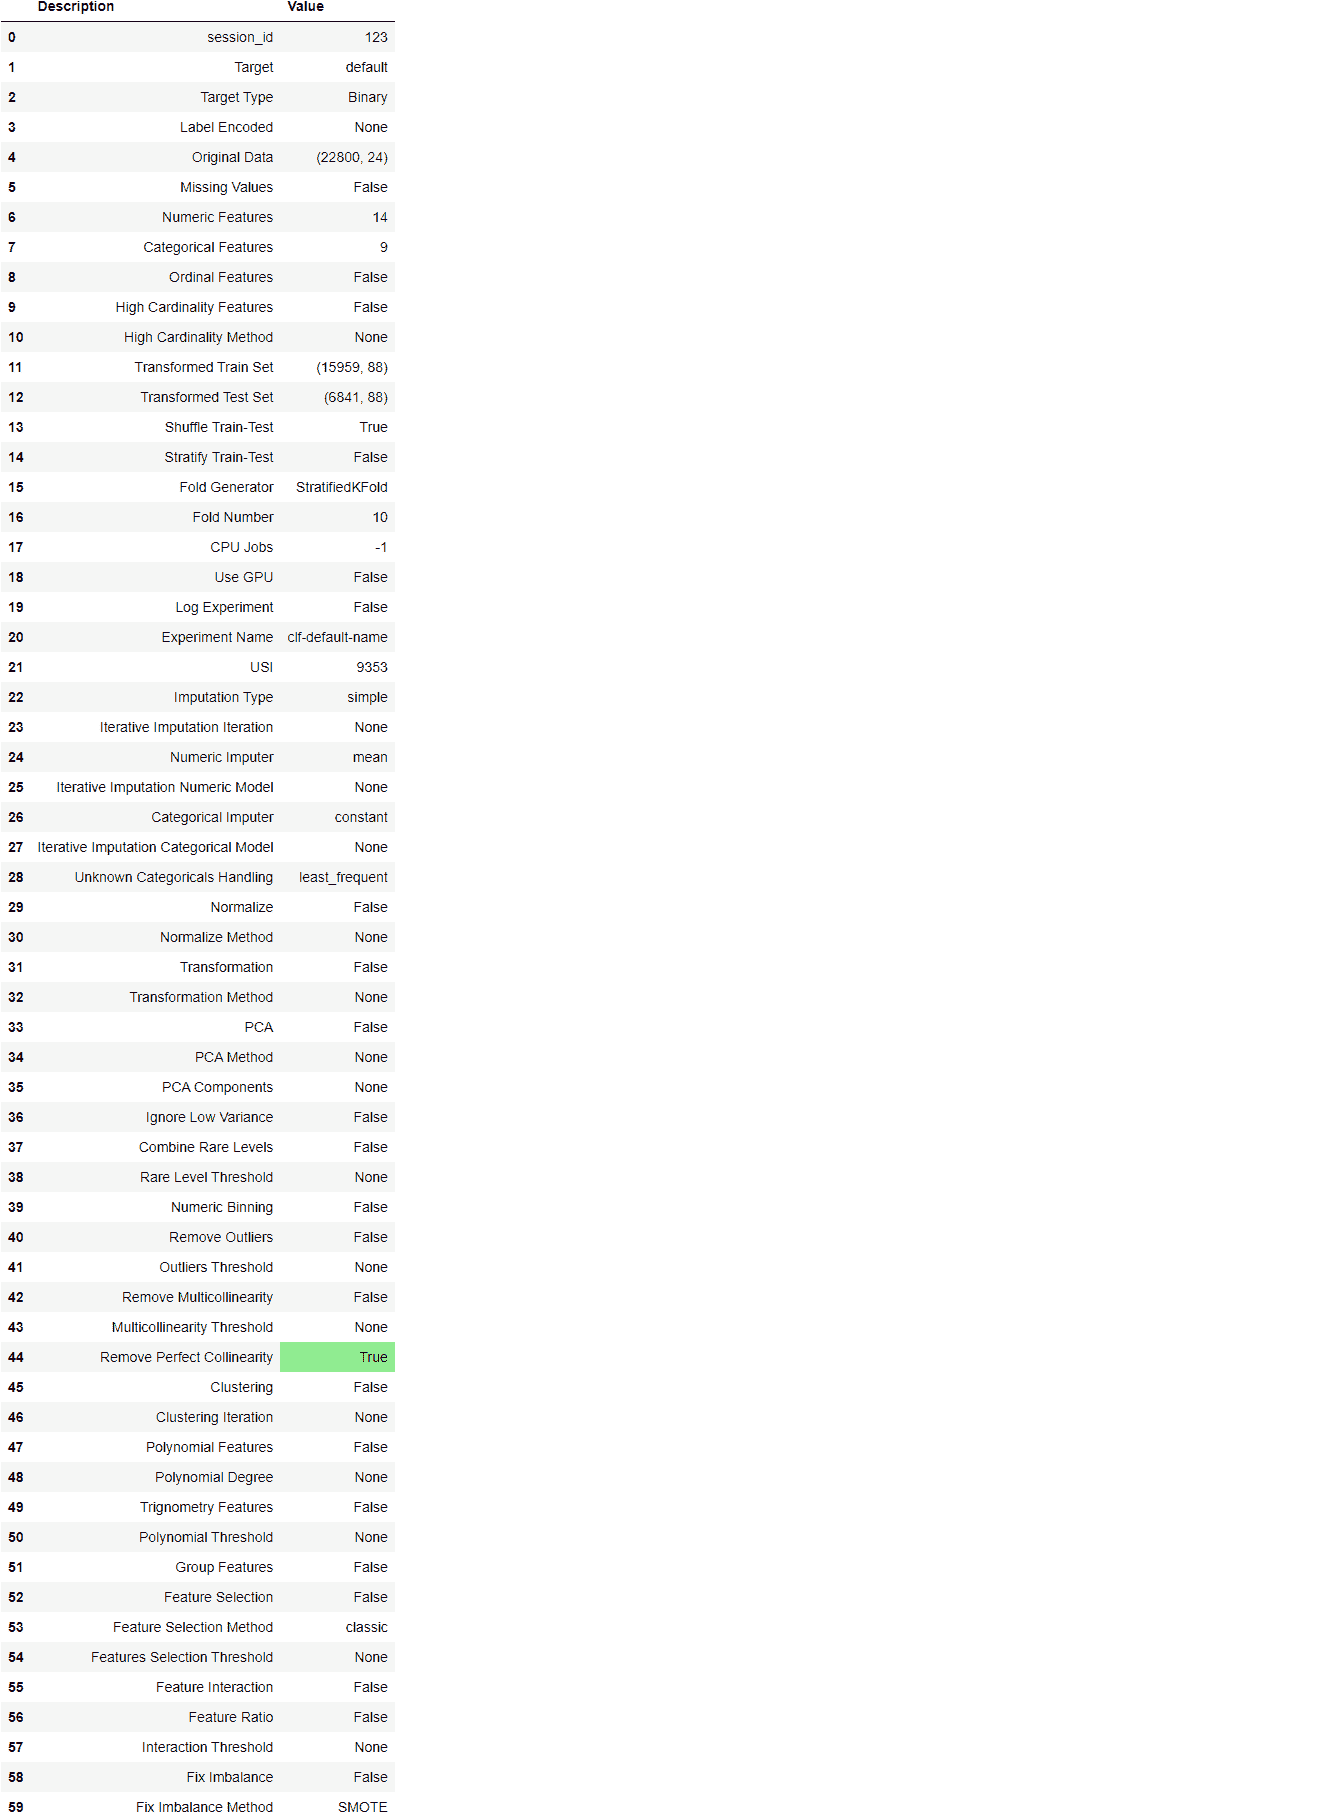 Description Value
0 session_id 123
1 Target default
2 Target Type Binary
3 Label Encoded None
4 Original Data (22800, 24)
5 Missing Values False
6 Numeric Features 14
7 Categorical Features 9
8 Ordinal Features False
9 High Cardinality Features False
10 High Cardinality Method None
11 Transformed Train Set (15959, 88)
12 Transformed Test Set (6841, 88)
13 Shuffle Train-Test True
14 Stratify Train-Test False
15 Fold Generator StratifiedKFold
16 Fold Number 10
17 CPU Jobs -1
18 Use GPU False
19 Log Experiment False
20 Experiment Name clf-default-name
21 USI 9353
22 Imputation Type simple
23 Iterative Imputation Iteration None
24 Numeric Imputer mean
25 Iterative Imputation Numeric Model None
26 Categorical Imputer constant
27 Iterative Imputation Categorical Model None
28 Unknown Categoricals Handling least_frequent
29 Normalize False
30 Normalize Method None
31 Transformation False
32 Transformation Method None
33 PCA False
34 PCA Method None
35 PCA Components None
36 Ignore Low Variance False
37 Combine Rare Levels False
38 Rare Level Threshold None
39 Numeric Binning False
40 Remove Outliers False
41 Outliers Threshold None
42 Remove Multicollinearity False
43 Multicollinearity Threshold None
44 Remove Perfect Collinearity True
45 Clustering False
46 Clustering Iteration None
47 Polynomial Features False
48 Polynomial Degree None
49 Trignometry Features False
50 Polynomial Threshold None
51 Group Features False
52 Feature Selection False
53 Feature Selection Method classic
54 Features Selection Threshold None
55 Feature Interaction False
56 Feature Ratio False
57 Interaction Threshold None
58 Fix Imbalance False
59 Fix Imbalance Method SMOTE